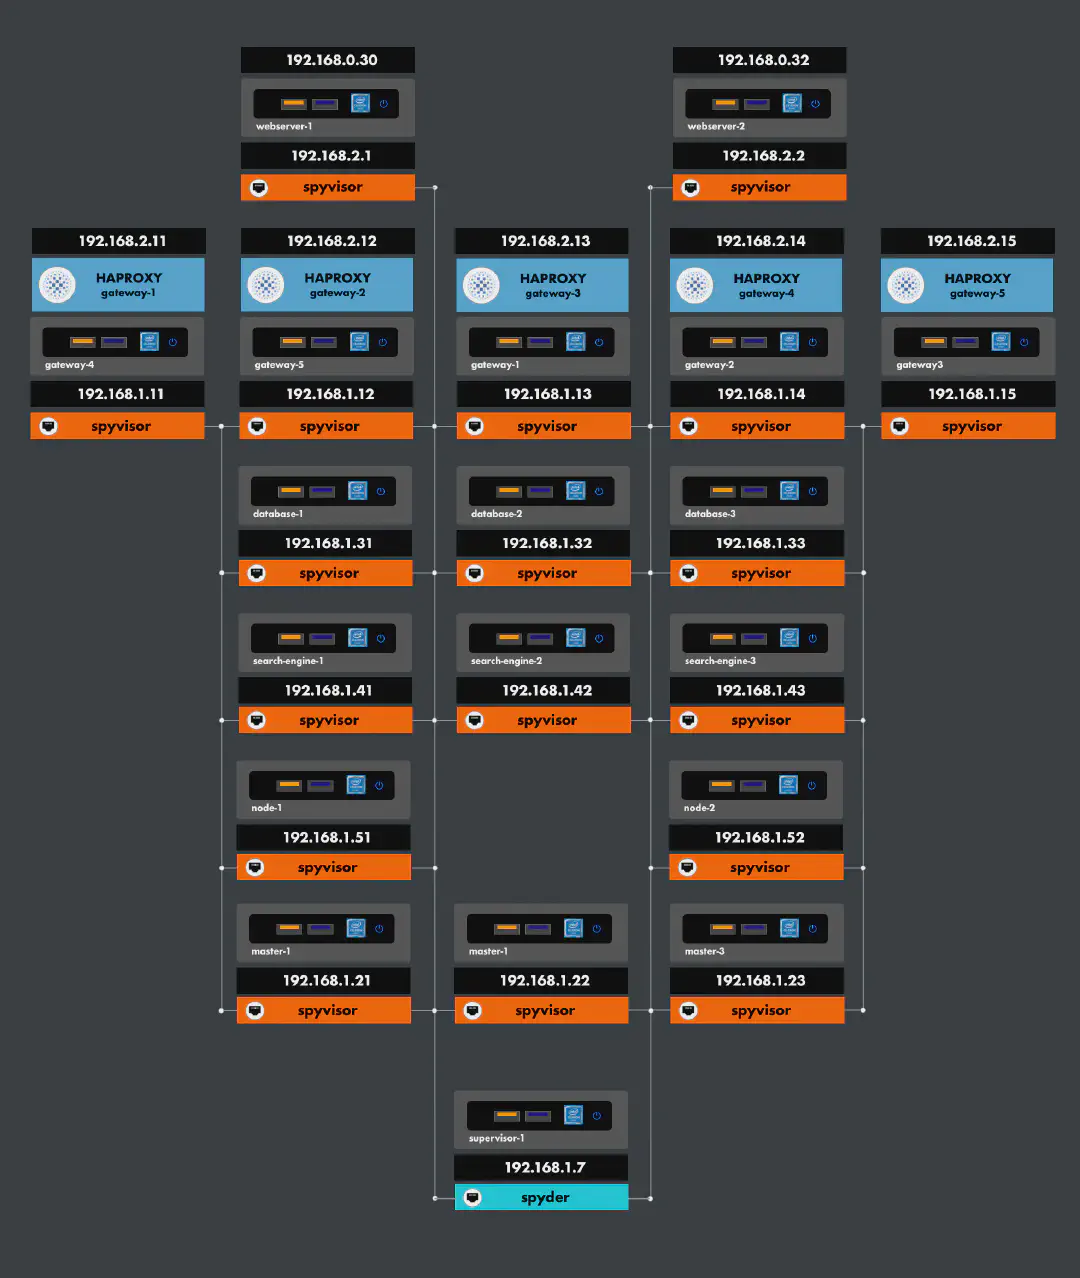 192.168.0.30
192.168.0.32
webserver-1
webserver-2
192.168.2.1
192.168.2.2
spyvisor
spyvisor
192.168.2.11
192.168.2.12
192.168.2.13
192.168.2.14
192.168.2.15
HAPROXY
gateway-1
HAPROXY
gateway-2
HAPROXY
gateway-3
HAPROXY
gateway-4
HAPROXY
gateway-5
gateway-4
gateway-5
gateway-1
gateway-2
gateway3
192.168.1.11
192.168.1.12
192.168.1.13
192.168.1.14
192.168.1.15
spyvisor
spyvisor
spyvisor
spyvisor
spyvisor
database-1
database-2
database-3
192.168.1.31
192.168.1.32
192.168.1.33
spyvisor
spyvisor
spyvisor
search-engine-1
search-engine-2
search-engine-3
192.168.1.41
192.168.1.42
192.168.1.43
spyvisor
spyvisor
spyvisor
node-1
node-2
192.168.1.51
192.168.1.52
spyvisor
spyvisor
master-1
master-1
master-3
192.168.1.21
192.168.1.22
192.168.1.23
spyvisor
spyvisor
spyvisor
supervisor-1
192.168.1.7
spyder